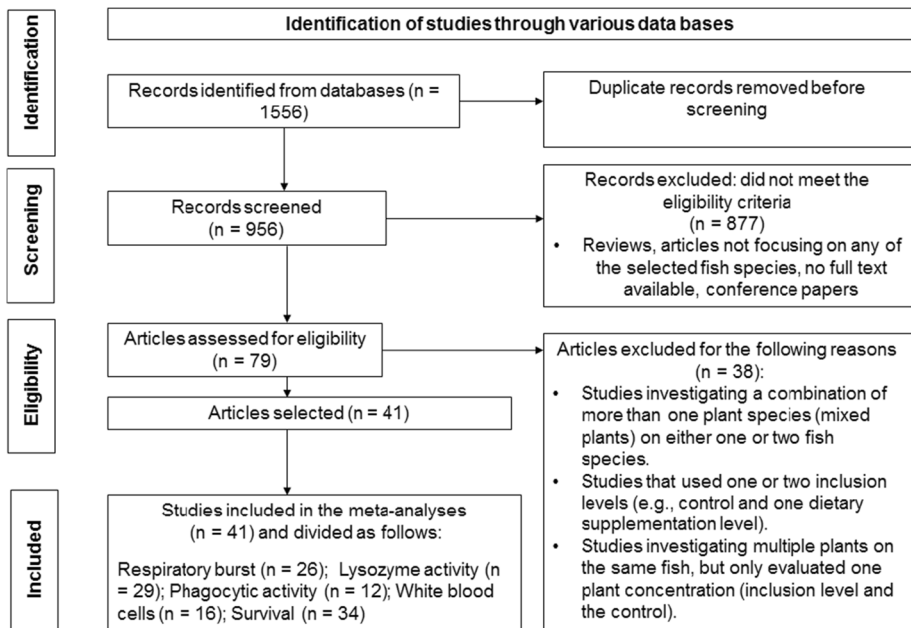 Identification of studies through various data bases
Identification
Records identified from databases (n =
1556)
Duplicate records removed before
screening
Screening
Records screened
(n = 956)
Records excluded: did not meet the
eligibility criteria
(n = 877)
• Reviews, articles not focusing on any of
the selected fish species, no full text
available, conference papers
Eligibility
Articles assessed for eligibility
(n = 79)
Articles selected (n = 41)
Articles excluded for the following reasons
(n = 38):
• Studies investigating a combination of
more than one plant species (mixed
plants) on either one or two fish
species.
• Studies that used one or two inclusion
levels (e.g., control and one dietary
supplementation level).
• Studies investigating multiple plants on
the same fish, but only evaluated one
plant concentration (inclusion level and
the control).
Included
Studies included in the meta-analyses
(n = 41) and divided as follows:
Respiratory burst (n = 26); Lysozyme activity (n
= 29); Phagocytic activity (n = 12); White blood
cells (n = 16); Survival (n = 34)